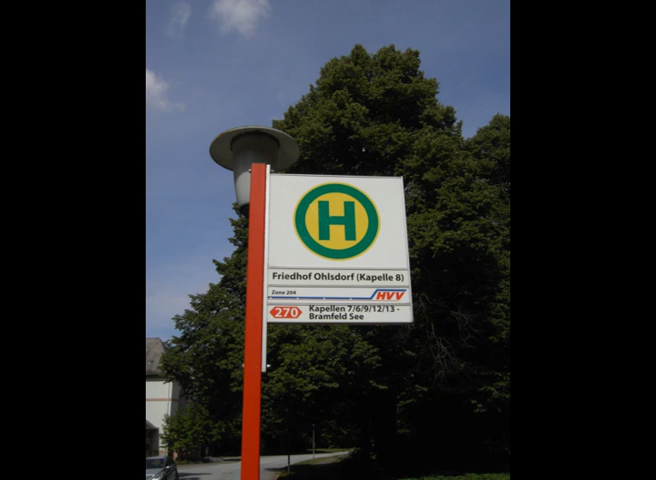 H
Friedhof Ohlsdorf (Kapelle 8)
Zone 204
HVV
270 Kapellen 7/6/9/12/13 -
Bramfeld See